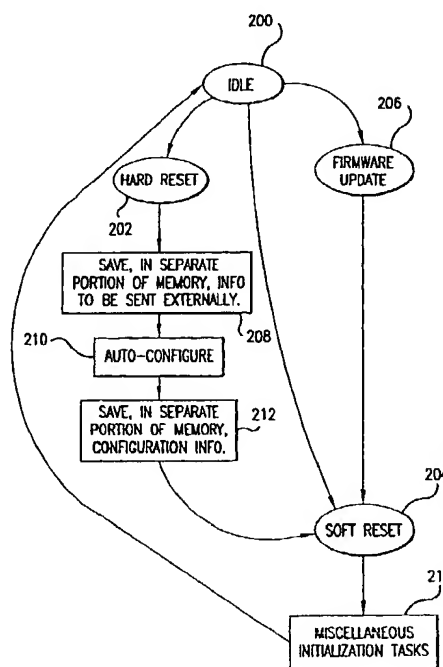 200
IDLE
206
FIRMWARE
UPDATE
HARD RESET
202
SAVE, IN SEPARATE
PORTION OF MEMORY, INFO
TO BE SENT EXTERNALLY.
208
210
AUTO-CONFIGURE
SAVE, IN SEPARATE
PORTION OF MEMORY,
CONFIGURATION INFO.
212
204
SOFT RESET
MISCELLANEOUS
INITIALIZATION TASKS